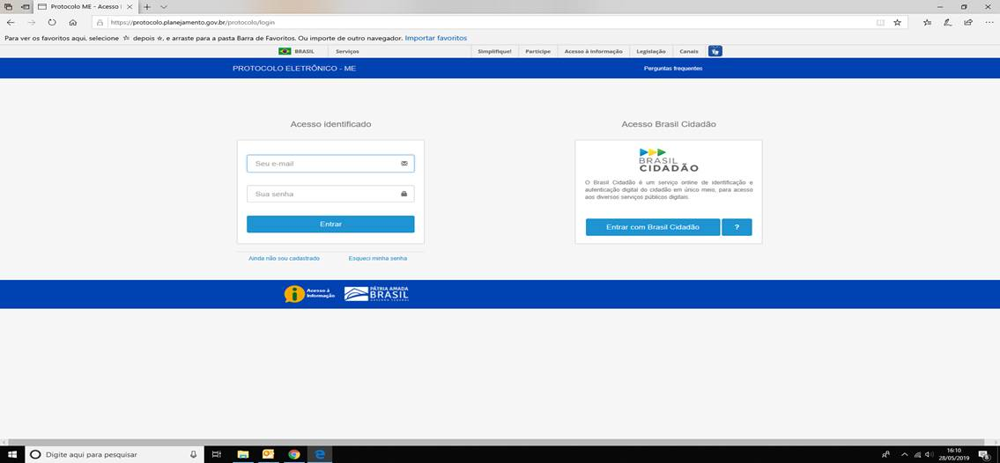 Protocolo ME - Acesso
https://protocolo.planejamento.gov.br/protocolo/login
Para ver os favoritos aqui, selecione depois ☆, e arraste para a pasta Barra de Favoritos. Ou importe de outro navegador. Importar favoritos
BRASIL Serviços Simplifique! Participe Acesso à informação Legislação Canais
PROTOCOLO ELETRÔNICO - ME Perguntas frequentes
Acesso identificado
Seu e-mail
Sua senha
Entrar
Ainda não sou cadastrado Esqueci minha senha
Acesso Brasil Cidadão
BRASIL
CIDADÃO
O Brasil Cidadão é um serviço online de identificação e
autenticação digital do cidadão em único meio, para acesso
aos diversos serviços públicos digitais.
Entrar com Brasil Cidadão ?
Acesso à
Informação
PÁTRIA AMADA
BRASIL
GOVERNO FEDERAL
Digite aqui para pesquisar
16:10
28/05/2019